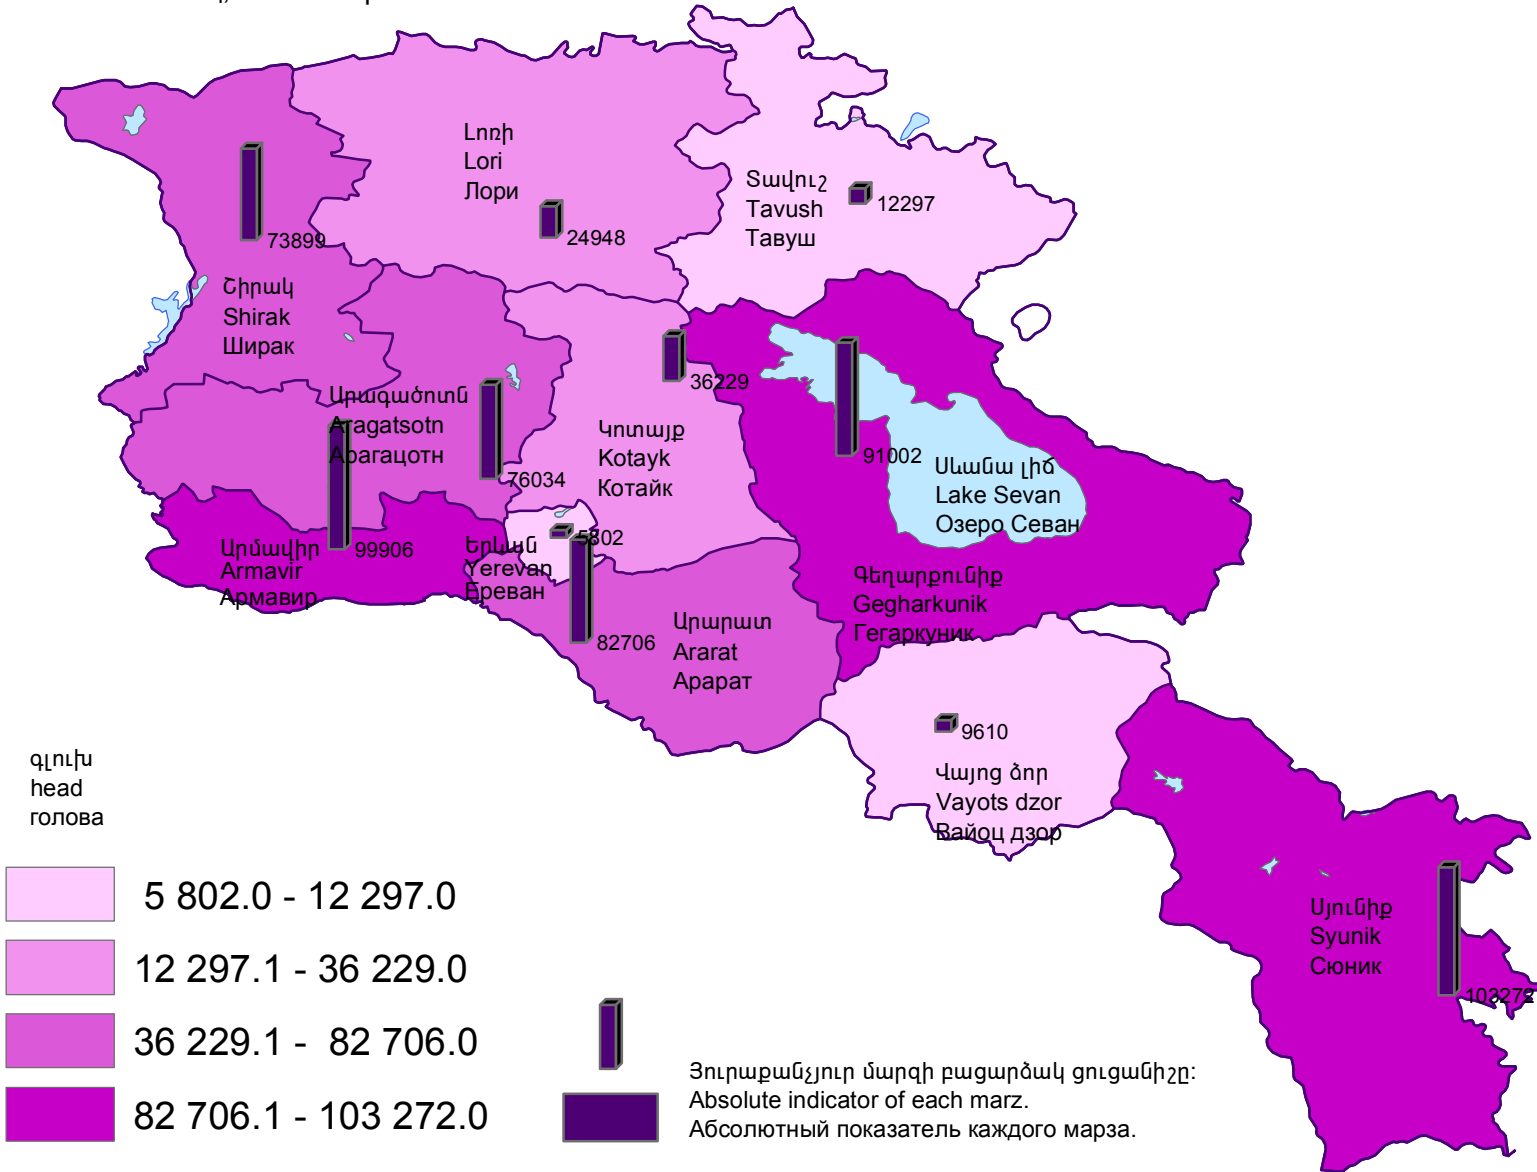 Լոռի
Lori
Лори
24948
Տավուշ
Tavush
Тавуш
12297
73899
Շիրակ
Shirak
Ширак
Արագածոտն
Aragatsotn
Арагацотн
76034
36229
Կոտայք
Kotayk
Котайк
91002
Սևանա լիճ
Lake Sevan
Озеро Севан
Արմավիր
Armavir
Армавир
99906
Երևան
Yerevan
Ереван
5802
82706
Արարատ
Ararat
Арарат
Գեղարքունիք
Gegharkunik
Гегаркуник
9610
Վայոց ձոր
Vayots dzor
Вайоц дзор
Սյունիք
Syunik
Сюник
103272
գլուխ
head
голова
5 802.0 - 12 297.0
12 297.1 - 36 229.0
36 229.1 - 82 706.0
82 706.1 - 103 272.0
Յուրաքանչյուր մարզի բացարձակ ցուցանիշը:
Absolute indicator of each marz.
Абсолютный показатель каждого марза.